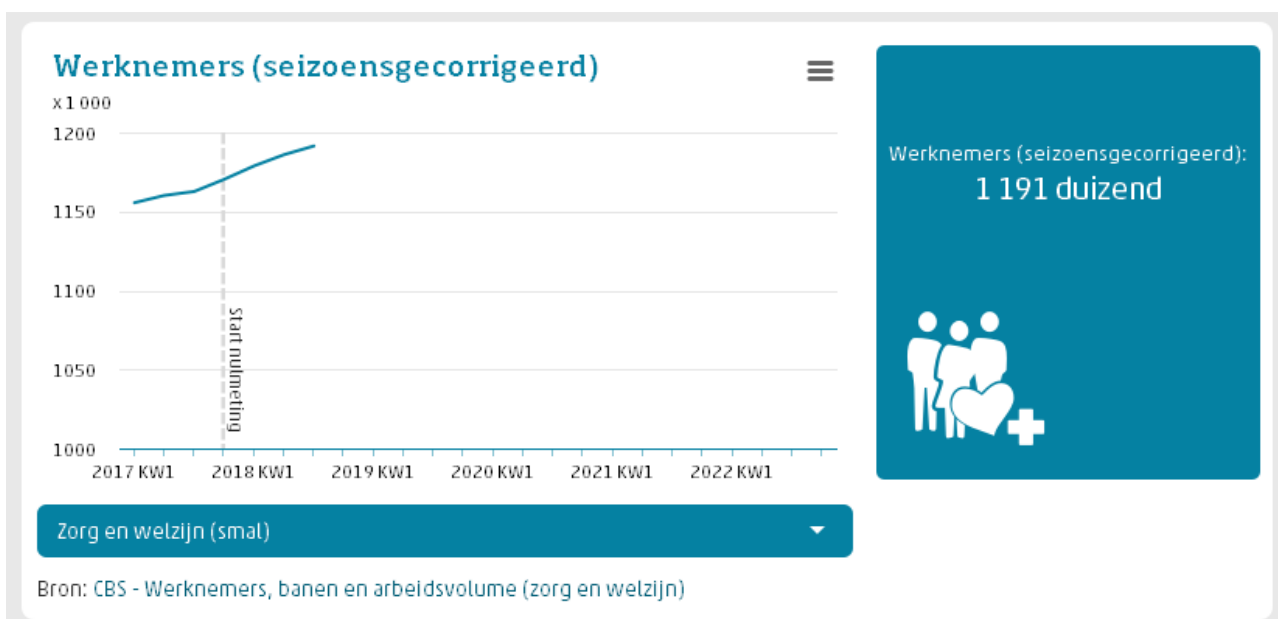 Werknemers (seizoensgecorrigeerd)
x 1 000
1200
1150
1100
1050
1000
Start nulmeting
2017 KW1 2018 KW1 2019 KW1 2020 KW1 2021 KW1 2022 KW1
Werknemers (seizoensgecorrigeerd):
1 191 duizend
Zorg en welzijn (smal)
Bron: CBS - Werknemers, banen en arbeidsvolume (zorg en welzijn)